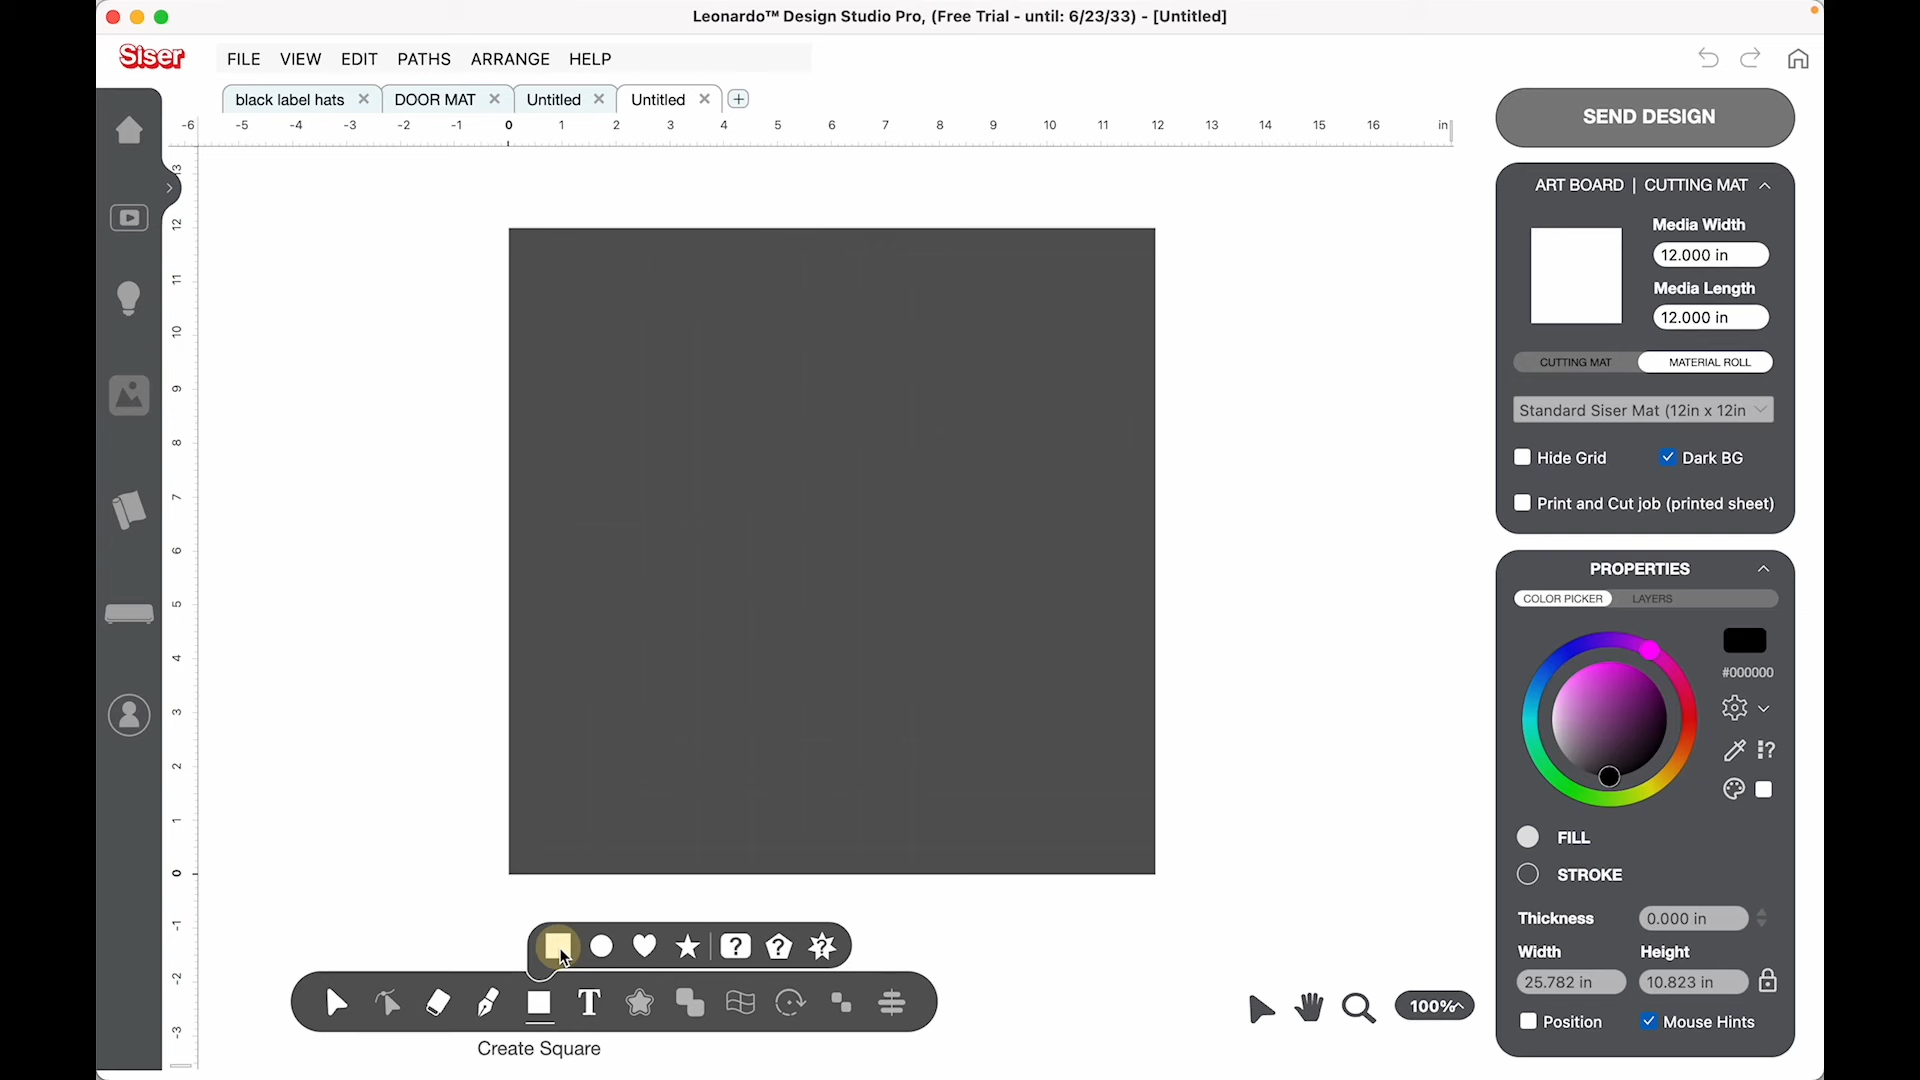 Leonardo™ Design Studio Pro, (Free Trial - until: 6/23/33) - [Untitled]
Siser
FILE VIEW EDIT PATHS ARRANGE HELP
black label hats DOOR MAT Untitled Untitled
-6 -5 -4 -3 -2 -1 0 1 2 3 4 5 6 7 8 9 10 11 12 13 14 15 16 in
13
12
11
10
9
8
7
6
5
4
3
2
1
0
-1
-2
-3
SEND DESIGN
ART BOARD | CUTTING MAT
Media Width
12.000 in
Media Length
12.000 in
CUTTING MAT MATERIAL ROLL
Standard Siser Mat (12in x 12in
Hide Grid Dark BG
Print and Cut job (printed sheet)
PROPERTIES
COLOR PICKER LAYERS
#000000
?
FILL
STROKE
Thickness 0.000 in
Width Height
25.782 in 10.823 in
Position Mouse Hints
? ? ?
T
100%
Create Square